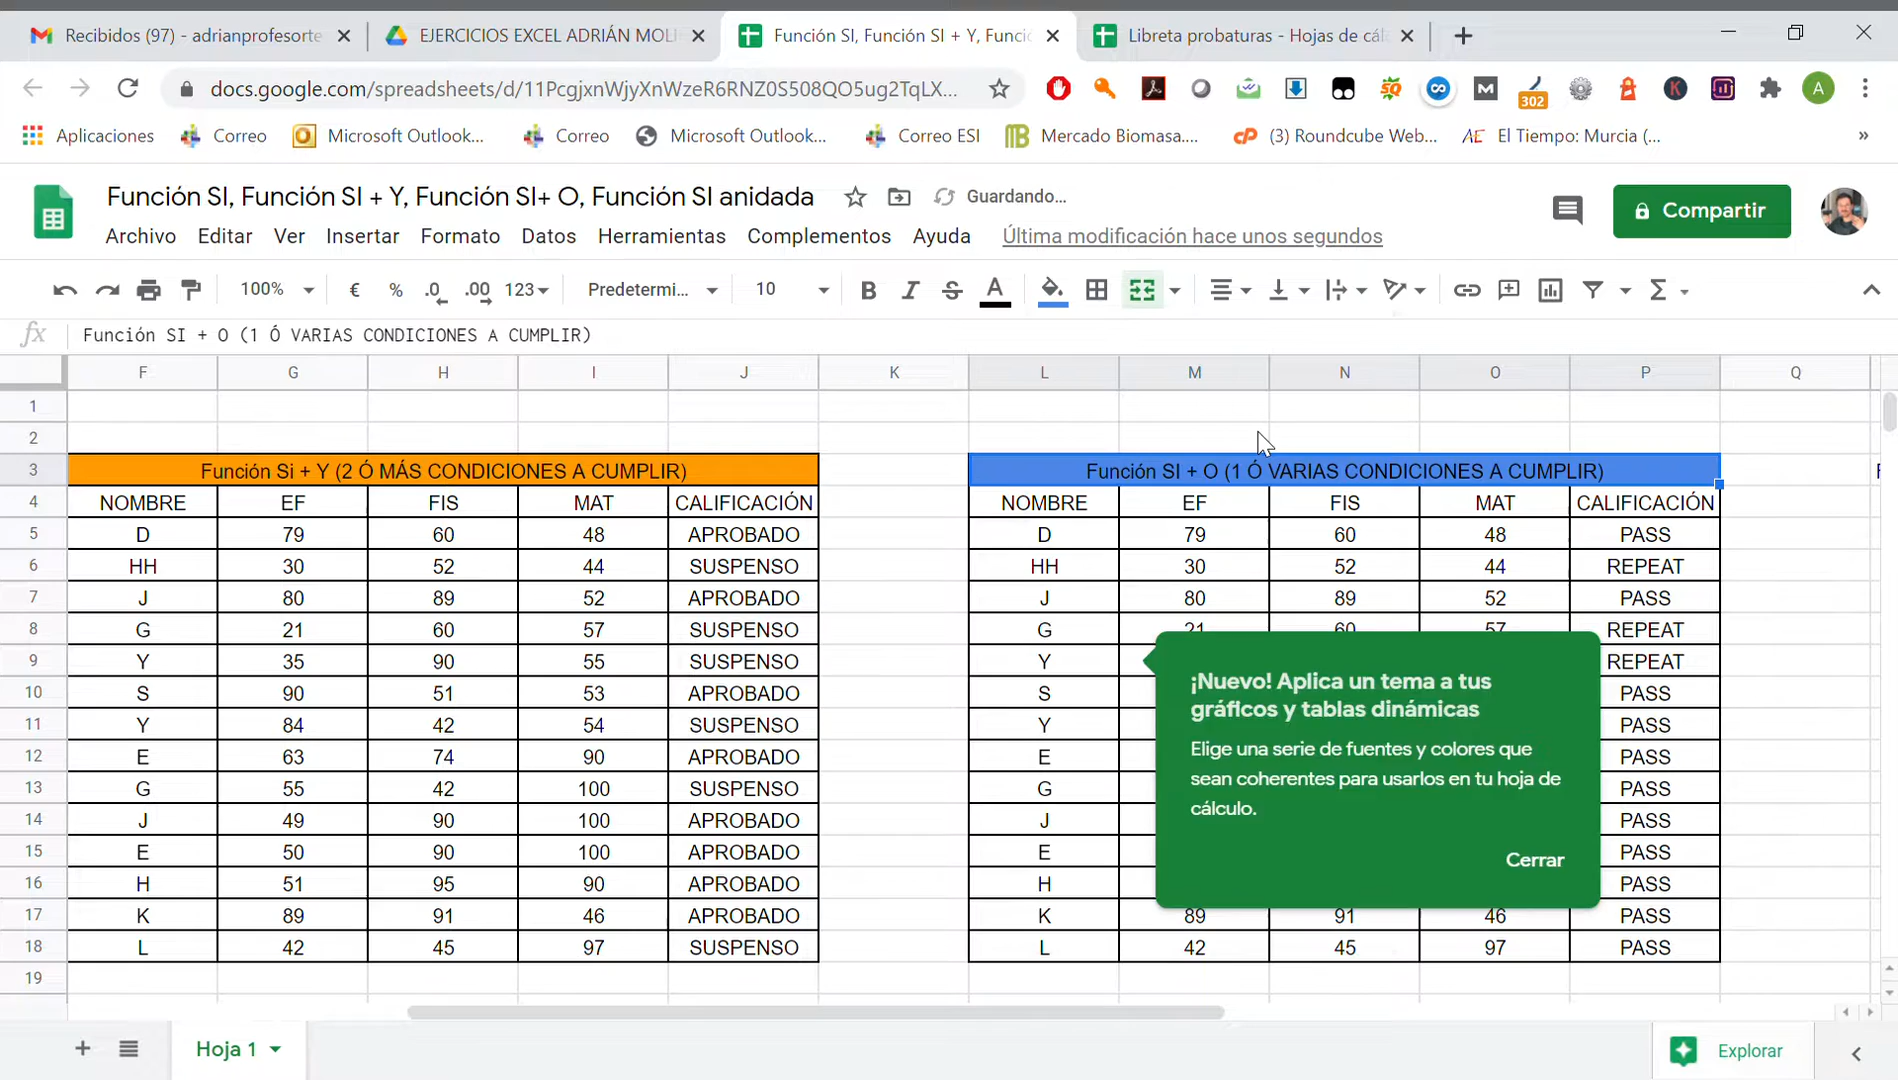 Recibidos (97) - adrianprofesorte
EJERCICIOS EXCEL ADRIÁN MOLI
Función SI, Función SI + Y, Funció
Libreta probaturas - Hojas de cál
docs.google.com/spreadsheets/d/11PcgjxnWjyXnWzeR6RNZ0S508QO5ug2TqLX...
302
A
Aplicaciones Correo Microsoft Outlook... Correo Microsoft Outlook... Correo ESI Mercado Biomasa.... (3) Roundcube Web... El Tiempo: Murcia (... »
Función SI, Función SI + Y, Función SI+ O, Función SI anidada Guardando...
Compartir
Archivo Editar Ver Insertar Formato Datos Herramientas Complementos Ayuda Última modificación hace unos segundos
100% € % .0 .00 123 Predetermi... 10 B I S A Σ
fx Función SI + O (1 Ó VARIAS CONDICIONES A CUMPLIR)
F G H I J K L M N O P Q
1
2
3 Función Si + Y (2 Ó MÁS CONDICIONES A CUMPLIR) Función SI + O (1 Ó VARIAS CONDICIONES A CUMPLIR)
4 NOMBRE EF FIS MAT CALIFICACIÓN NOMBRE EF FIS MAT CALIFICACIÓN
5 D 79 60 48 APROBADO D 79 60 48 PASS
6 HH 30 52 44 SUSPENSO HH 30 52 44 REPEAT
7 J 80 89 52 APROBADO J 80 89 52 PASS
8 G 21 60 57 SUSPENSO G 21 60 57 REPEAT
9 Y 35 90 55 SUSPENSO Y REPEAT
10 S 90 51 53 APROBADO S PASS
11 Y 84 42 54 SUSPENSO Y PASS
12 E 63 74 90 APROBADO E PASS
13 G 55 42 100 SUSPENSO G PASS
14 J 49 90 100 APROBADO J PASS
15 E 50 90 100 APROBADO E PASS
16 H 51 95 90 APROBADO H PASS
17 K 89 91 46 APROBADO K 89 91 46 PASS
18 L 42 45 97 SUSPENSO L 42 45 97 PASS
19
¡Nuevo! Aplica un tema a tus
gráficos y tablas dinámicas
Elige una serie de fuentes y colores que
sean coherentes para usarlos en tu hoja de
cálculo.
Cerrar
Hoja 1
Explorar